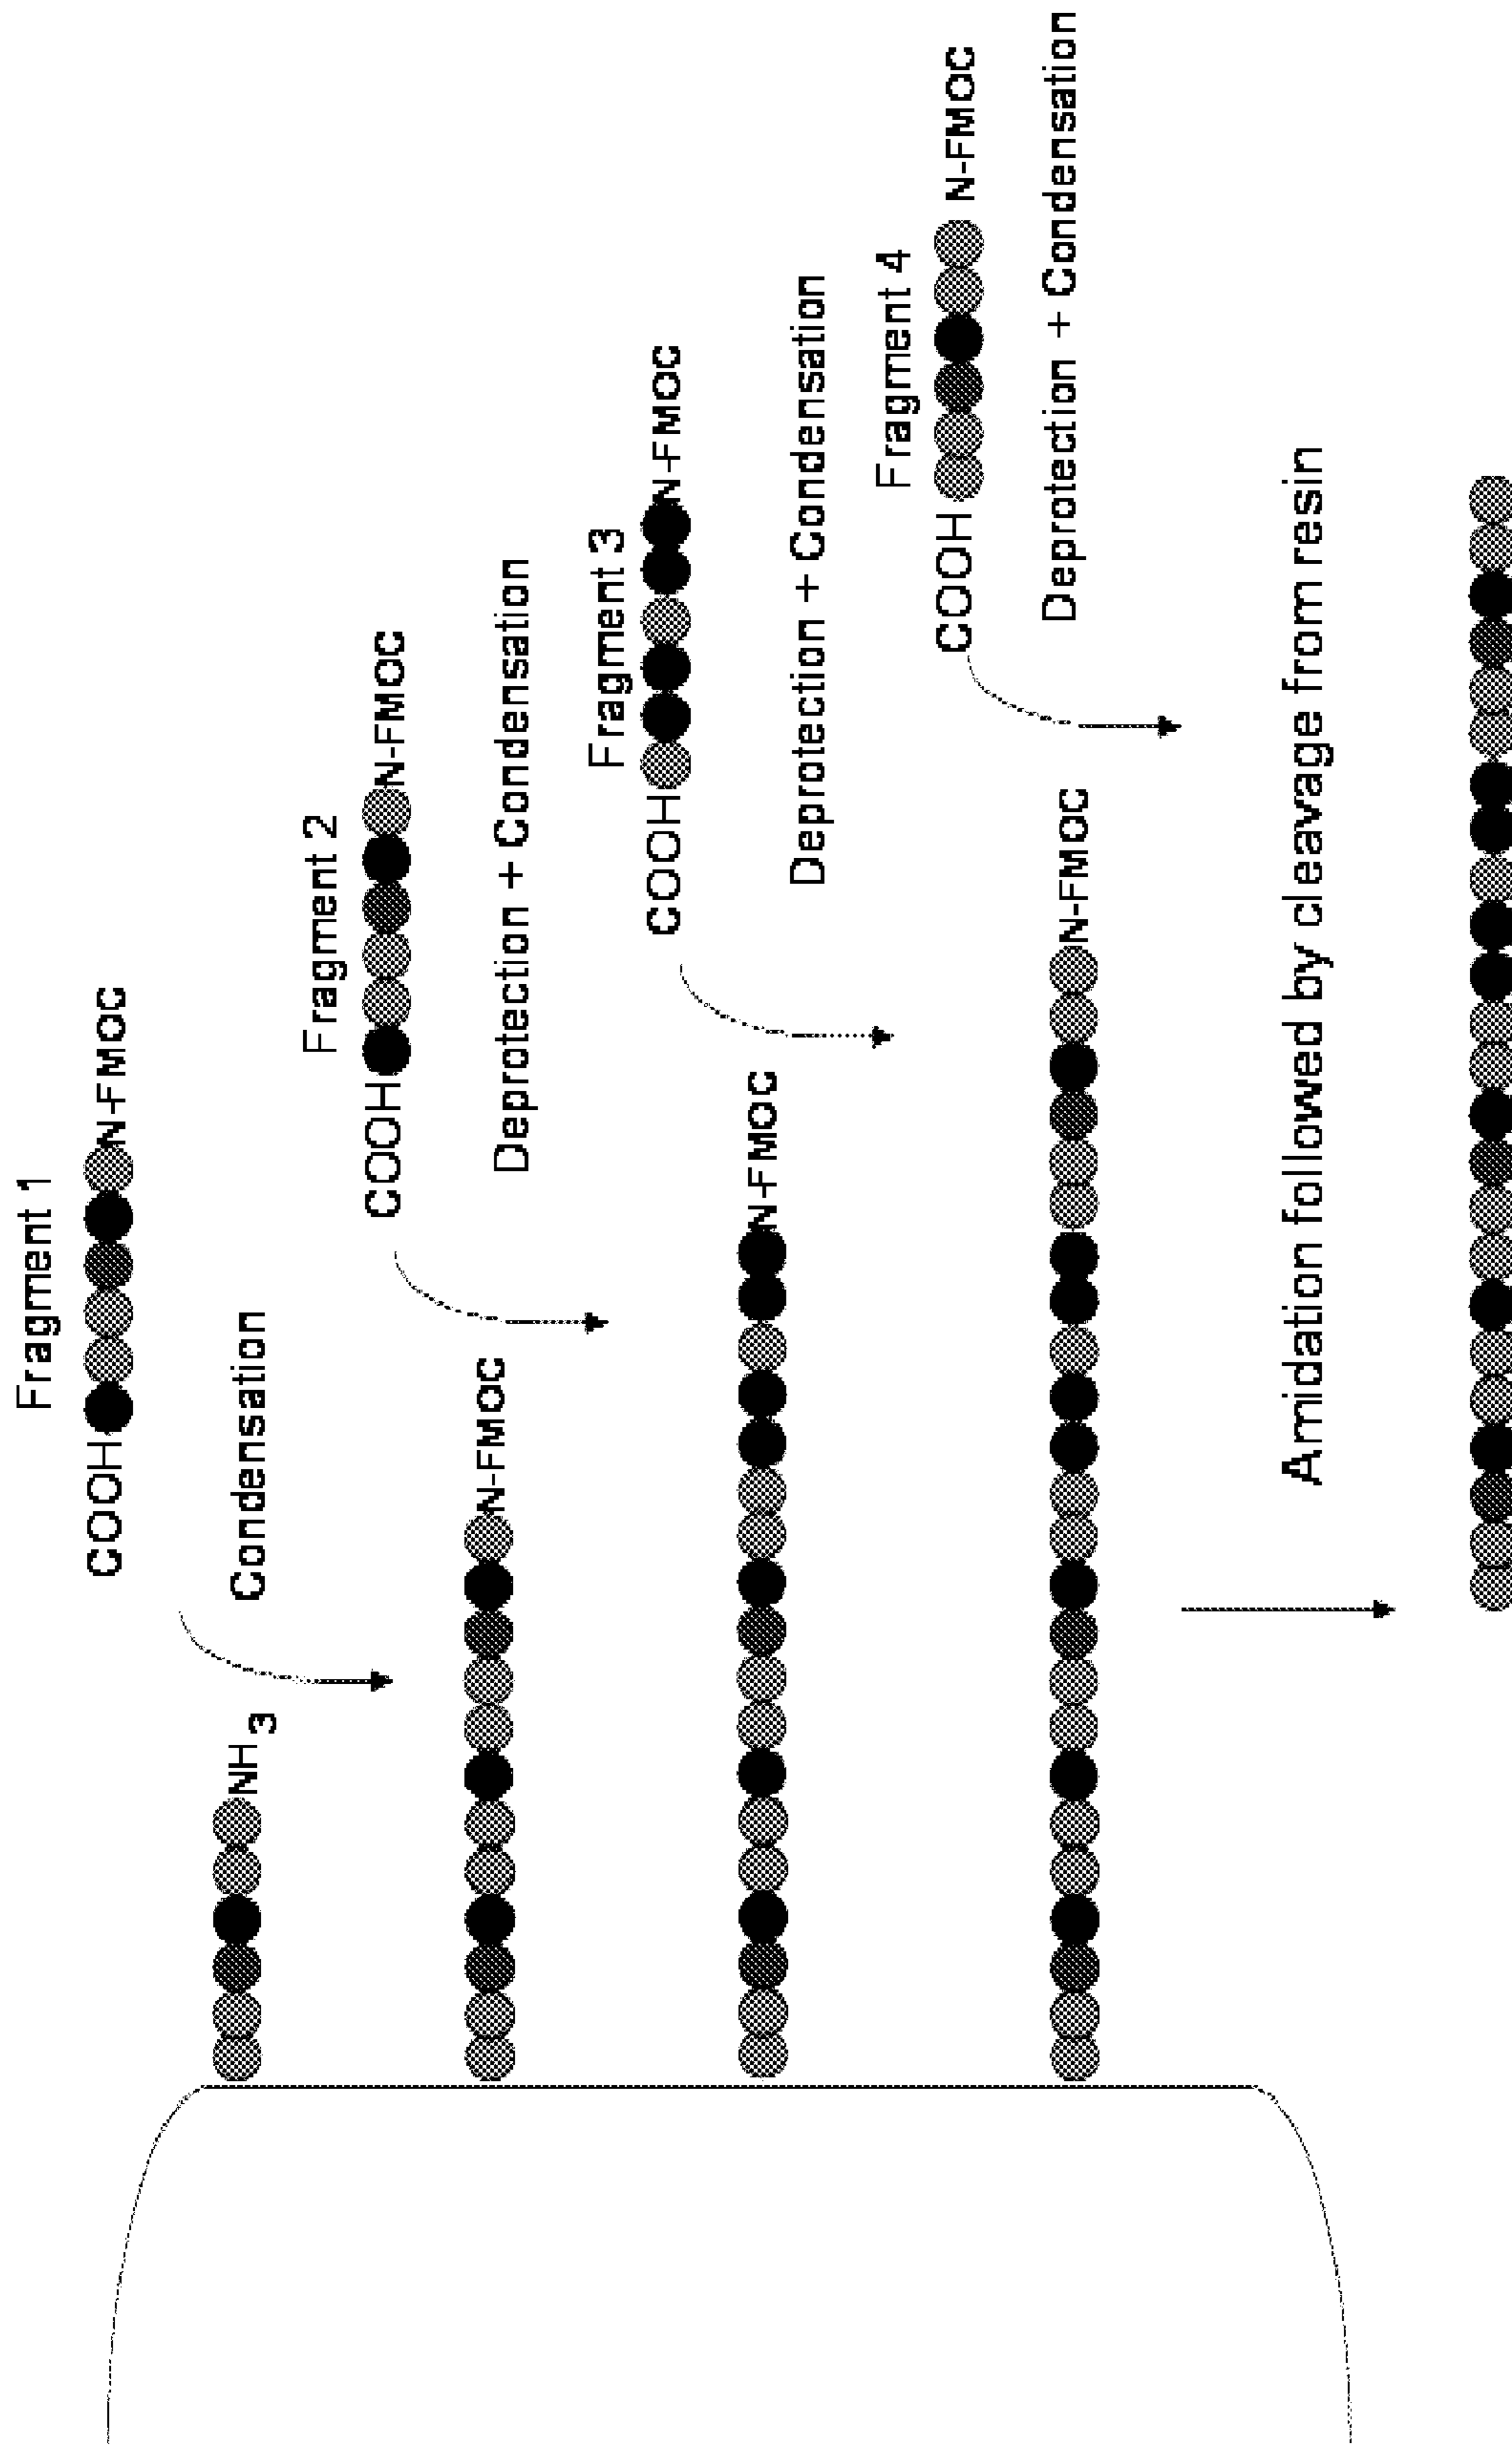 Fragment 1
COOH N-FMOC
Condensation
NH3
Fragment 2
COOH N-FMOC
Deprotection + Condensation
N-FMOC
Fragment 3
COOH N-FMOC
Deprotection + Condensation
N-FMOC
Fragment 4
COOH N-FMOC
Deprotection + Condensation
N-FMOC
Amidation followed by cleavage from resin